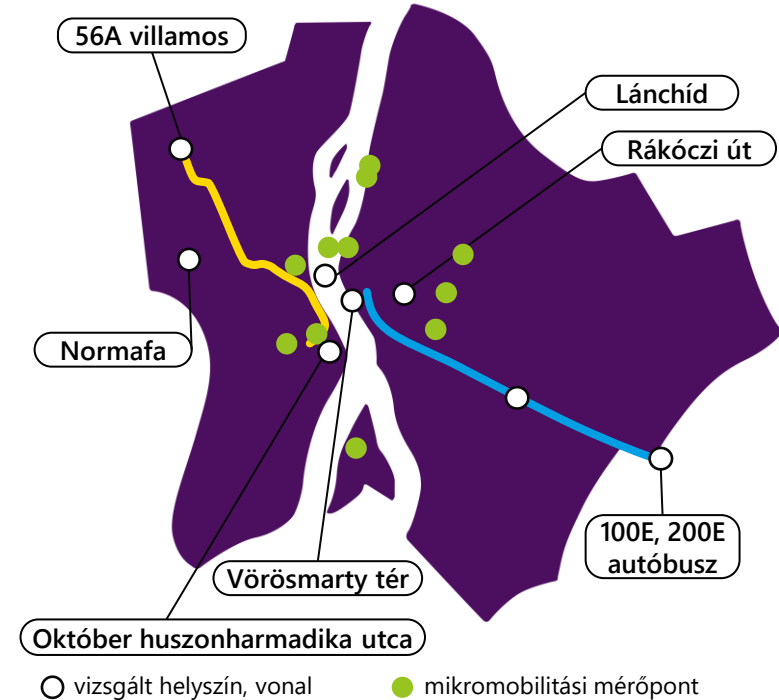 56A villamos
Lánchíd
Rákóczi út
Normafa
100E, 200E
autóbusz
Vörösmarty tér
Október huszonharmadika utca
vizsgált helyszín, vonal
mikromobilitási mérőpont